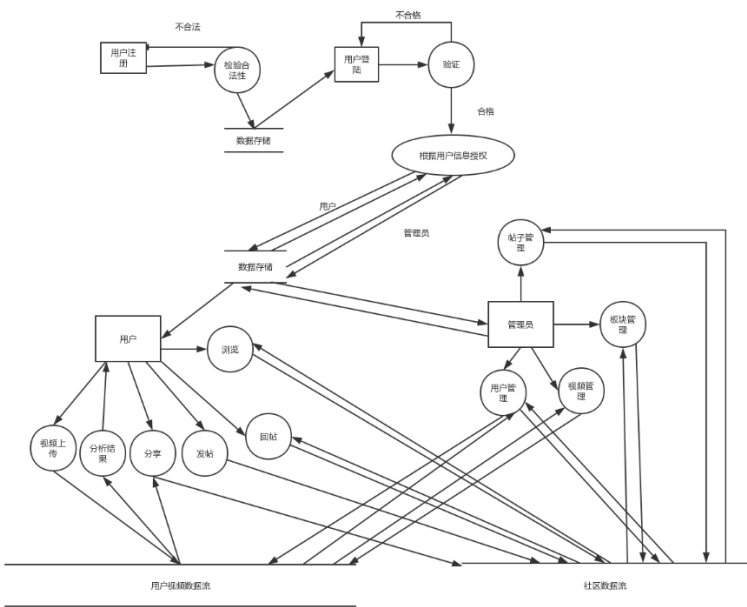 不合法
不合格
用户注
册
检验合
法性
用户登
陆
验证
合格
数据存储
根据用户信息授权
用户
管理员
帖子管
理
数据存储
用户
浏览
管理员
板块管
理
用户管
理
视频管
理
视频上
传
分析结
果
分享
发帖
回帖
用户视频数据流
社区数据流